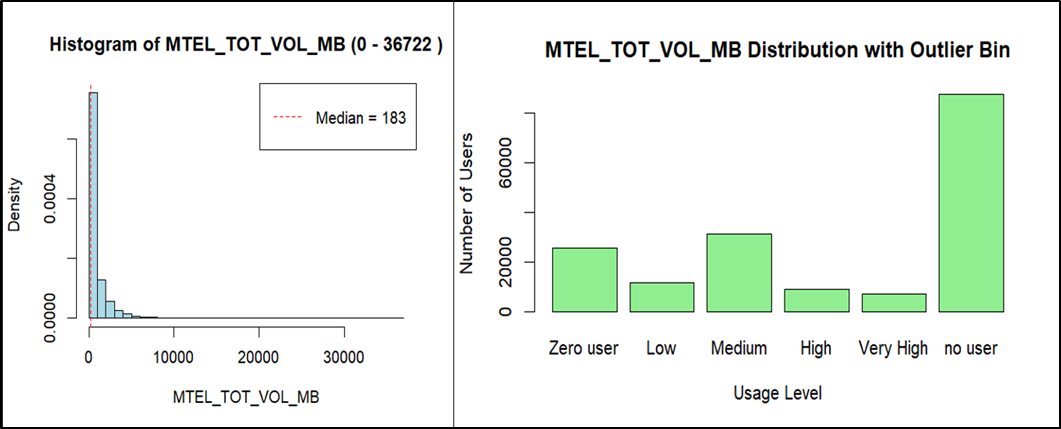 Histogram of MTEL_TOT_VOL_MB (0 - 36722 )
Median = 183
Density
0.0004
0.0000
0
10000
20000
30000
MTEL_TOT_VOL_MB
MTEL_TOT_VOL_MB Distribution with Outlier Bin
Number of Users
60000
20000
0
Zero user
Low
Medium
High
Very High
no user
Usage Level